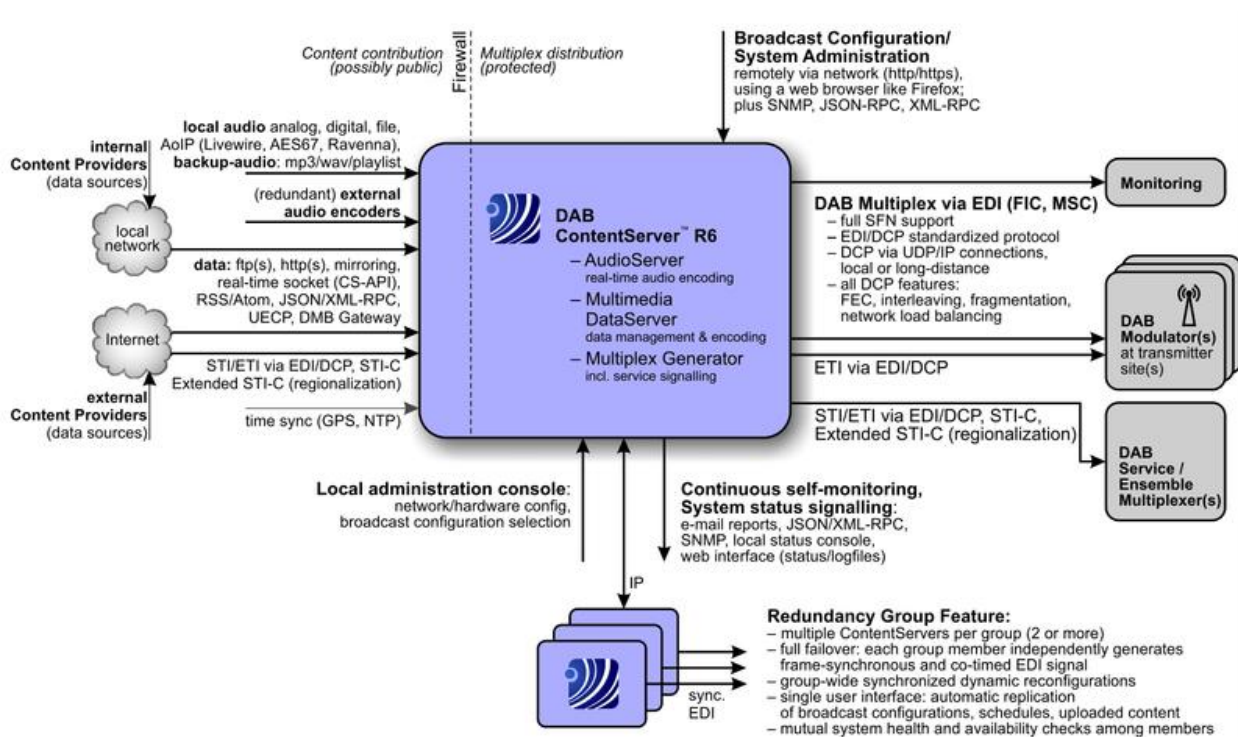 Content contribution
(possibly public)
Firewall
Multiplex distribution
(protected)
Broadcast Configuration/
System Administration
remotely via network (http/https),
using a web browser like Firefox;
plus SNMP, JSON-RPC, XML-RPC
internal
Content Providers
(data sources)
local
network
local audio analog, digital, file,
AoIP (Livewire, AES67, Ravenna),
backup-audio: mp3/wav/playlist
(redundant) external
audio encoders
data: ftp(s), http(s), mirroring,
real-time socket (CS-API),
RSS/Atom, JSON/XML-RPC,
UECP, DMB Gateway
Internet
STI/ETI via EDI/DCP, STI-C
Extended STI-C (regionalization)
external
Content Providers
(data sources)
time sync (GPS, NTP)
DAB
ContentServer™ R6
– AudioServer
real-time audio encoding
– Multimedia
DataServer
data management & encoding
– Multiplex Generator
incl. service signalling
Monitoring
DAB Multiplex via EDI (FIC, MSC)
– full SFN support
– EDI/DCP standardized protocol
– DCP via UDP/IP connections,
local or long-distance
– all DCP features:
FEC, interleaving, fragmentation,
network load balancing
DAB
Modulator(s)
at transmitter
site(s)
ETI via EDI/DCP
STI/ETI via EDI/DCP, STI-C,
Extended STI-C (regionalization)
DAB
Service /
Ensemble
Multiplexer(s)
Local administration console:
network/hardware config,
broadcast configuration selection
Continuous self-monitoring,
System status signalling:
e-mail reports, JSON/XML-RPC,
SNMP, local status console,
web interface (status/logfiles)
IP
sync.
EDI
Redundancy Group Feature:
– multiple ContentServers per group (2 or more)
– full failover: each group member independently generates
frame-synchronous and co-timed EDI signal
– group-wide synchronized dynamic reconfigurations
– single user interface: automatic replication
of broadcast configurations, schedules, uploaded content
– mutual system health and availability checks among members